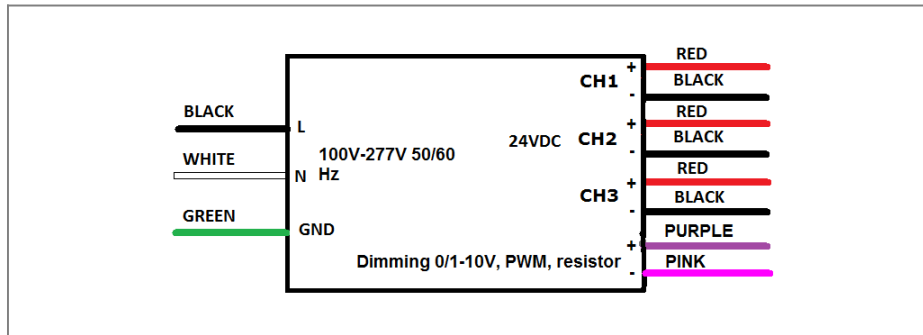 RED
+
CH1
BLACK
-
BLACK
L
RED
+
24VDC
CH2
BLACK
-
WHITE
N
100V-277V 50/60
Hz
RED
+
CH3
BLACK
-
GREEN
GND
PURPLE
+
Dimming 0/1-10V, PWM, resistor
-
PINK